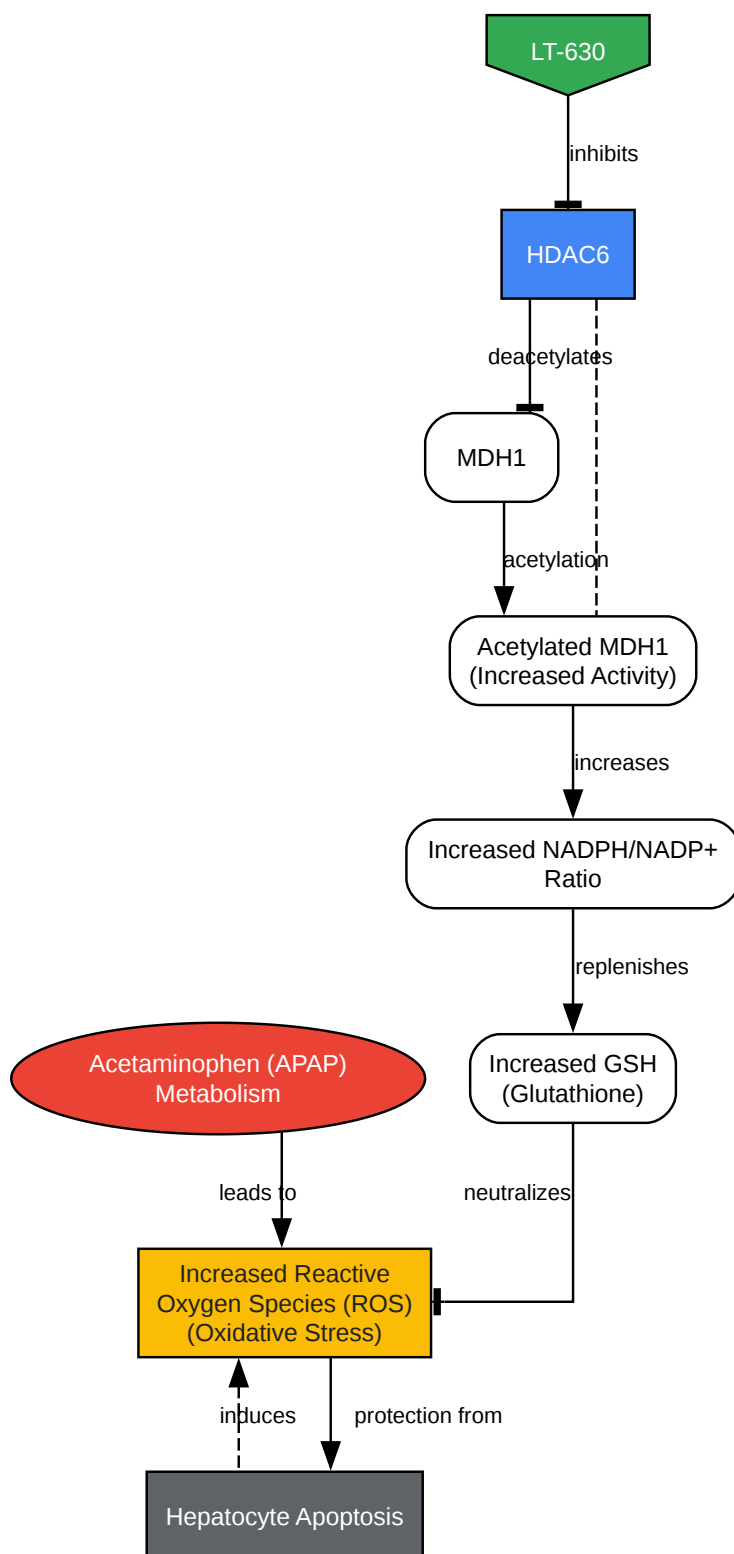 LT-630
inhibits
HDAC6
deacetylates
MDH1
acetylation
Acetylated MDH1
(Increased Activity)
increases
Increased NADPH/NADP+
Ratio
replenishes
Acetaminophen (APAP)
Metabolism
Increased GSH
(Glutathione)
leads to
neutralizes
Increased Reactive
Oxygen Species (ROS)
(Oxidative Stress)
induces
protection from
Hepatocyte Apoptosis